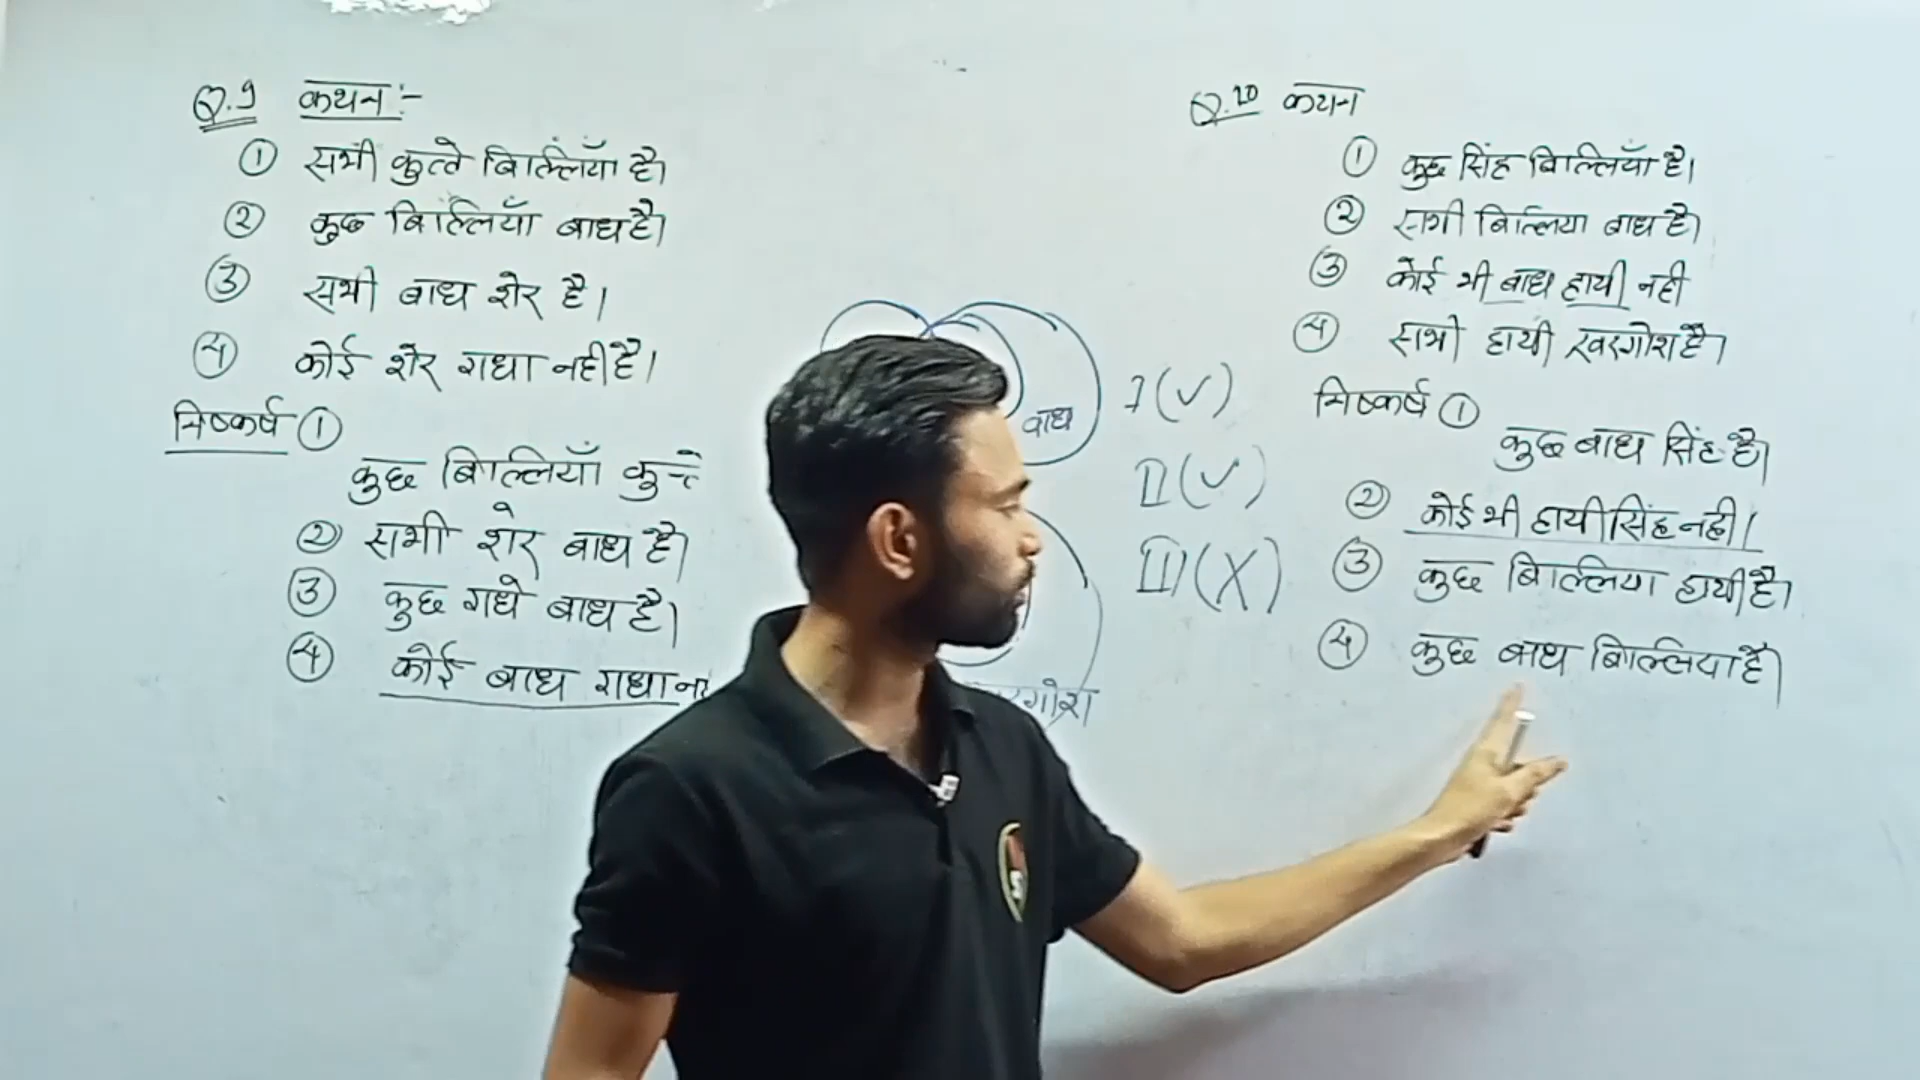 Q.9 कथन :-
① सभी कुत्ते बिल्लियाँ है।
② कुछ बिल्लियाँ बाघ है।
③ सभी बाघ शेर है।
④ कोई शेर गधा नही है।
निष्कर्ष ①
कुछ बिल्लियाँ
② सभी शेर बाघ है।
③ कुछ गधे बाघ है।
④ कोई बाघ गधा
बाघ
I (✓)
II (✓)
III (X)
Q.10 कथन
① कुछ सिंह बिल्लियाँ है।
② सभी बिल्लिया बाघ है।
③ कोई भी बाघ हाथी नही
④ सभी हाथी खरगोश है।
निष्कर्ष ①
कुछ बाघ सिंह है।
② कोई भी हाथी सिंह नही।
③ कुछ बिल्लिया हाथी है।
④ कुछ बाघ बिल्लिया है।